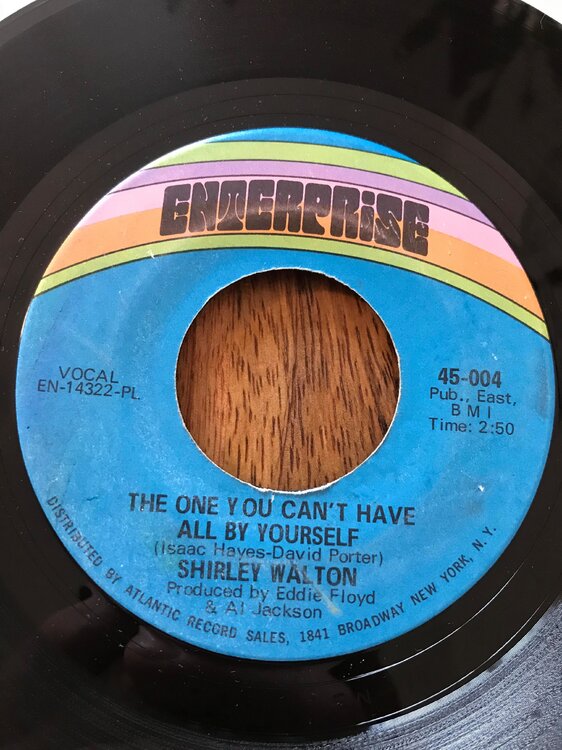 ENTERPRISE
VOCAL
EN-14322-PL
45-004
Pub., East,
B M I
Time: 2:50
THE ONE YOU CAN'T HAVE
ALL BY YOURSELF
(Isaac Hayes-David Porter)
SHIRLEY WALTON
Produced by Eddie Floyd
& Al Jackson
DISTRIBUTED BY ATLANTIC RECORD SALES, 1841 BROADWAY NEW YORK, N. Y.